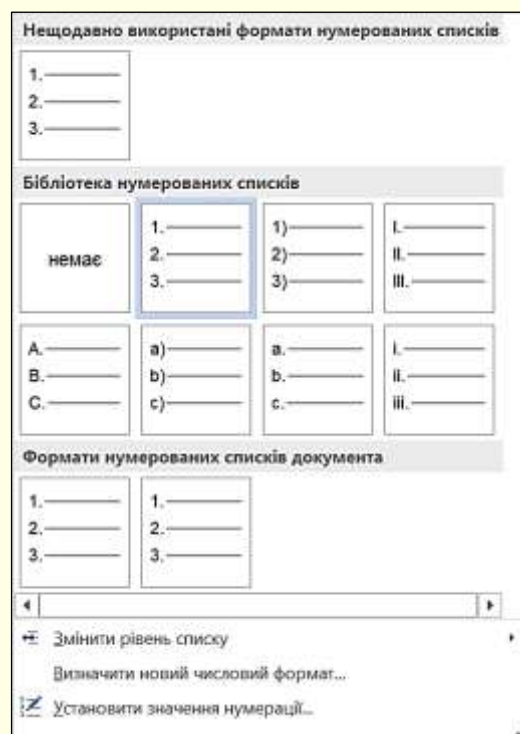 Нещодавно використані формати нумерованих списків
1.
2.
3.
Бібліотека нумерованих списків
немає
1.
2.
3.
1)
2)
3)
I.
II.
III.
A.
B.
C.
a)
b)
c)
a.
b.
c.
i.
ii.
iii.
Формати нумерованих списків документа
1.
2.
3.
1.
2.
3.
Змінити рівень списку
Визначити новий числовий формат...
Установити значення нумерації...